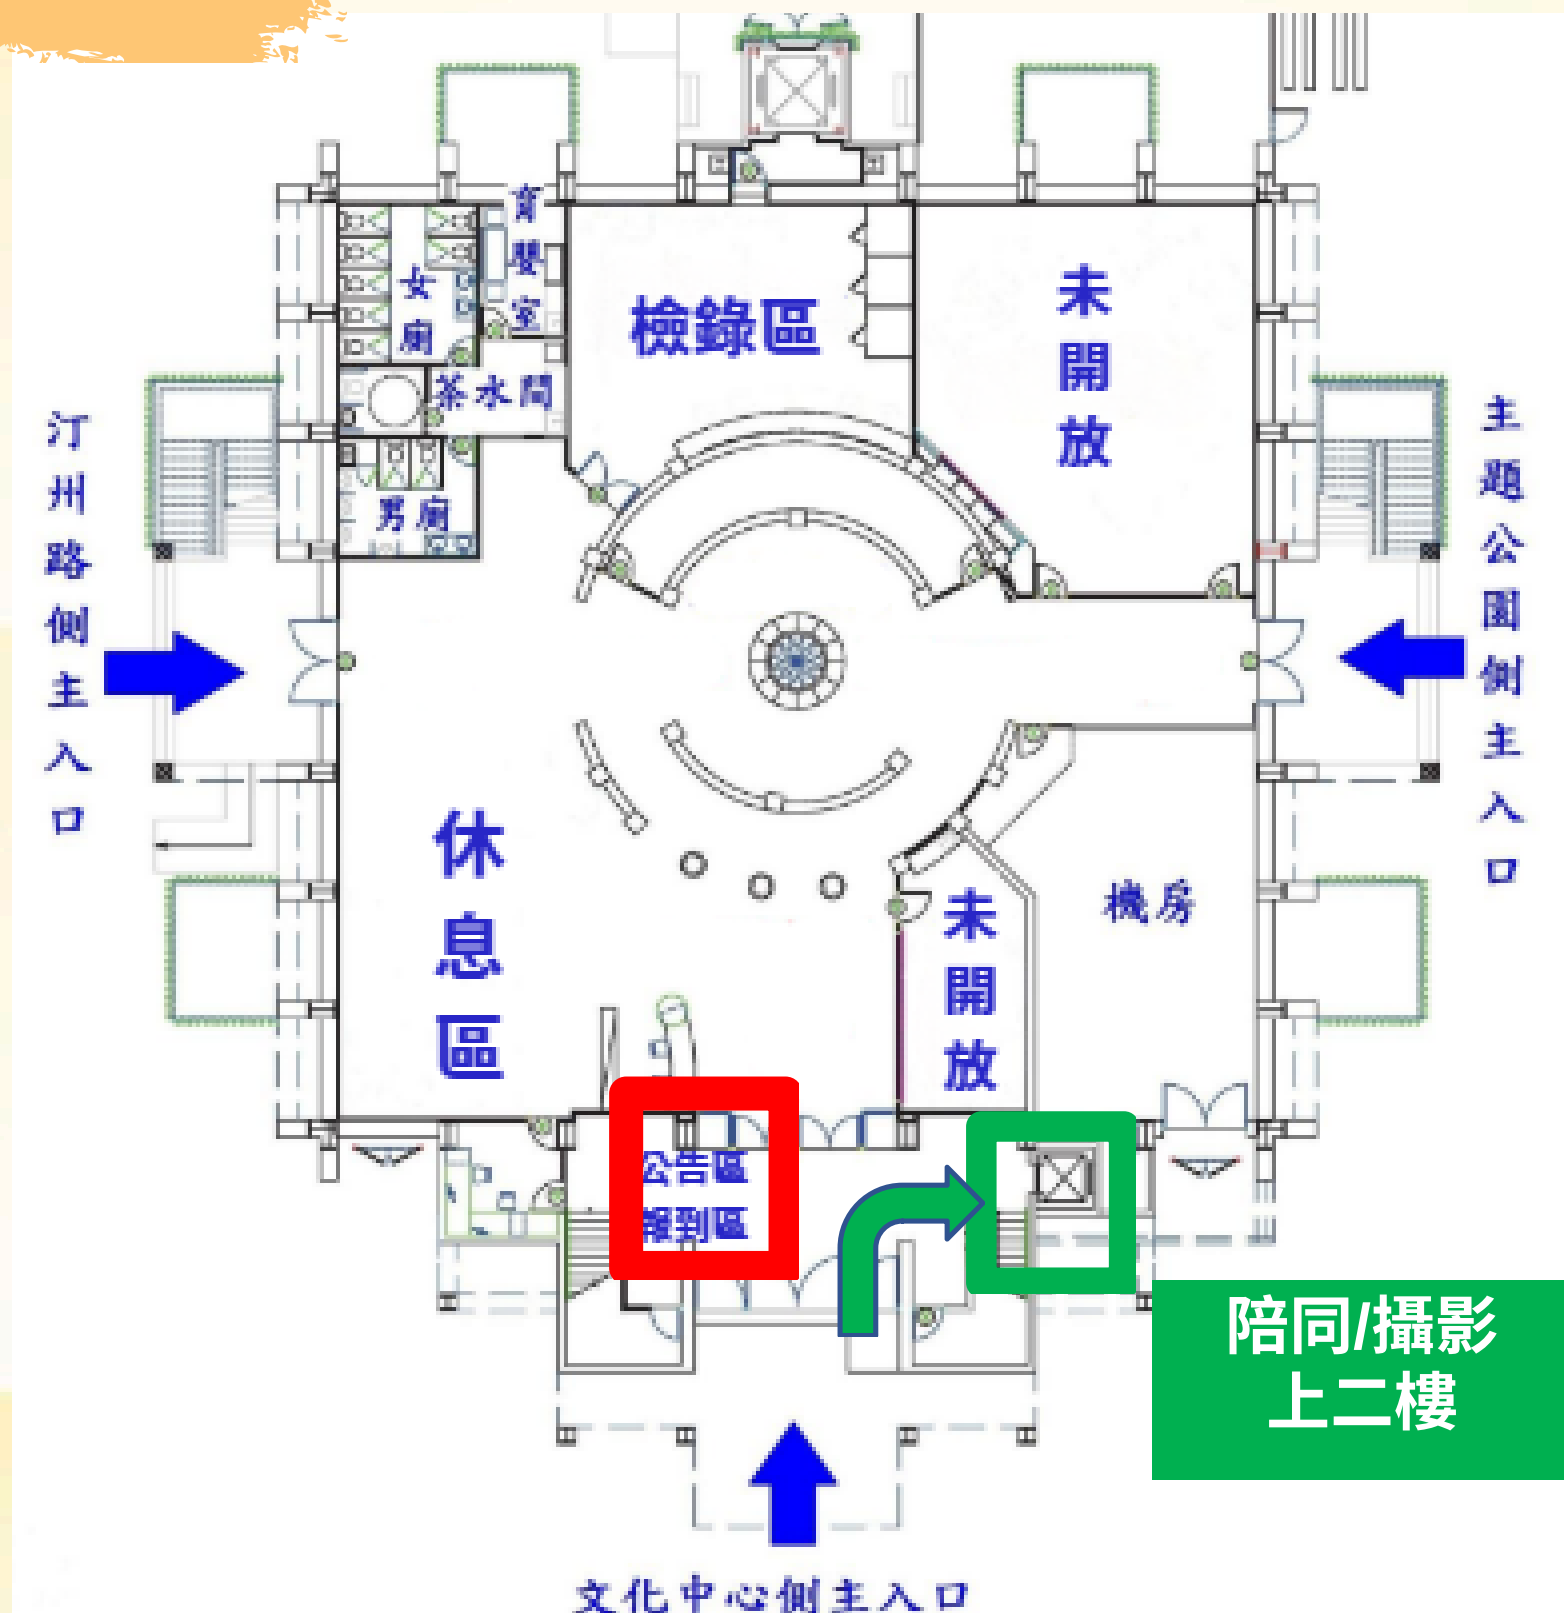 育嬰室
女廁
檢錄區
未開放
茶水間
男廁
汀州路側主入口
主題公園側主入口
休息區
未開放
機房
公告區
報到區
陪同/攝影
上二樓
文化中心側主入口